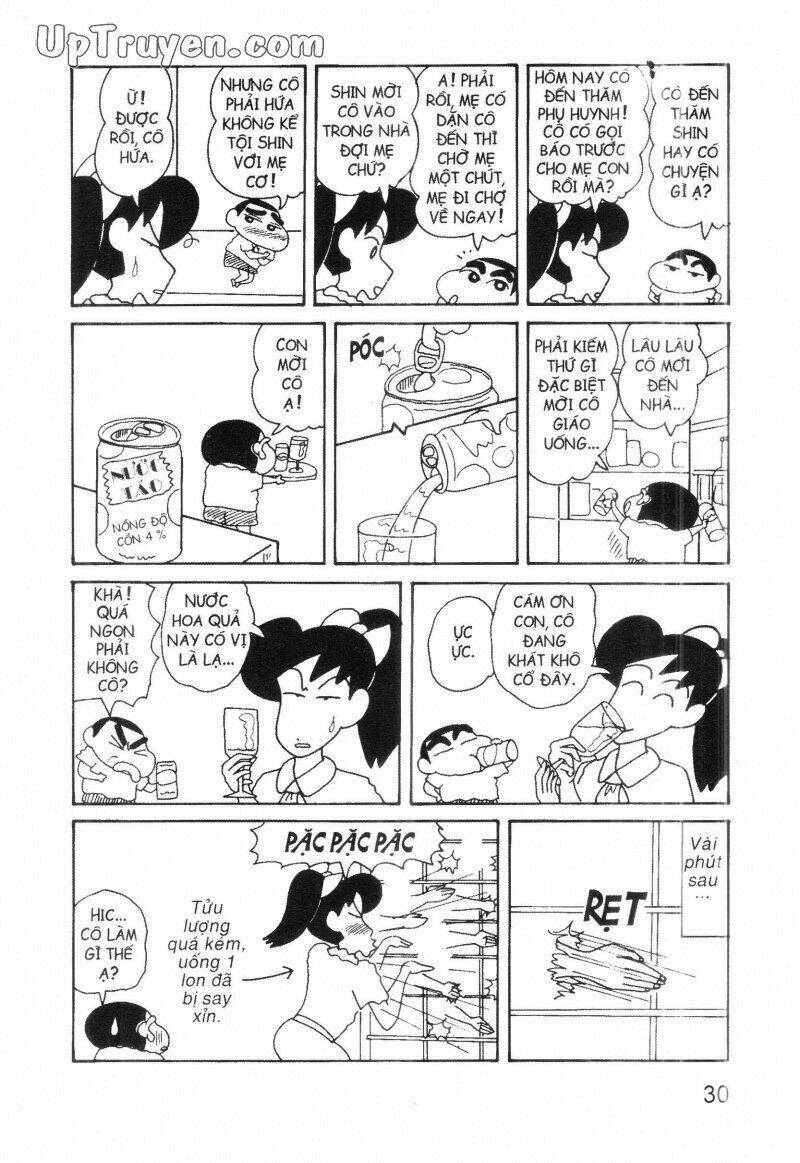 UpTruyen.com
CÔ ĐẾN
THĂM
SHIN
HAY CÓ
CHUYỆN
GÌ Ạ?
HÔM NAY CÔ
ĐẾN THĂM
PHỤ HUYNH!
CÔ CÓ GỌI
BÁO TRƯỚC
CHO MẸ CON
RỒI MÀ?
A! PHẢI
RỒI, MẸ CÓ
DẶN CÔ
ĐẾN THÌ
CHỜ MẸ
MỘT CHÚT,
MẸ ĐI CHỢ
VỀ NGAY!
SHIN MỜI
CÔ VÀO
TRONG NHÀ
ĐỢI MẸ
CHỨ?
NHƯNG CÔ
PHẢI HỨA
KHÔNG KỂ
TỘI SHIN
VỚI MẸ
CƠ!
Ừ!
ĐƯỢC
RỒI, CÔ
HỨA.
LÂU LÂU
CÔ MỚI
ĐẾN
NHÀ...
PHẢI KIẾM
THỨ GÌ
ĐẶC BIỆT
MỜI CÔ
GIÁO
UỐNG...
PÓC
CON
MỜI
CÔ
Ạ!
NƯỚC
TÁO
NỒNG ĐỘ
CỒN 4%
CÁM ƠN
CON, CÔ
ĐANG
KHÁT KHÔ
CỔ ĐÂY.
ỰC
ỰC.
NƯỚC
HOA QUẢ
NÀY CÓ VỊ
LÀ LẠ...
KHÀ!
QUÁ
NGON
PHẢI
KHÔNG
CÔ?
Vài
phút
sau
...
RẸT
PẶC PẶC PẶC
Tửu
lượng
quá kém,
uống 1
lon đã
bị say
xỉn.
HIC...
CÔ LÀM
GÌ THẾ
Ạ?
30